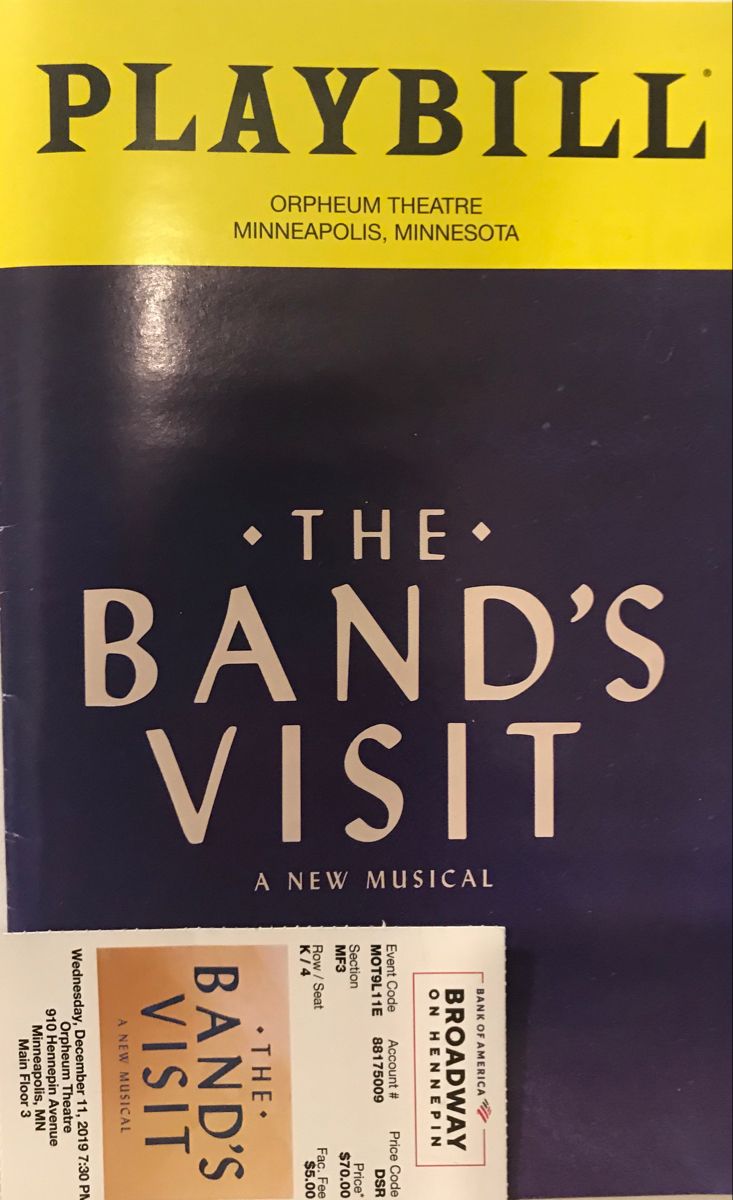 PLAYBILL®
ORPHEUM THEATRE
MINNEAPOLIS, MINNESOTA
• THE •
BAND'S
VISIT
A NEW MUSICAL
BANK OF AMERICA
BROADWAY
ON HENNEPIN
Event Code Account # Price Code
MOT9L11E 88175009 DSR
Section Price*
MF3 $70.00
Row / Seat Fac. Fee
K / 4 $5.00
• THE •
BAND'S
VISIT
A NEW MUSICAL
Wednesday, December 11, 2019 7:30 PM
Orpheum Theatre
910 Hennepin Avenue
Minneapolis, MN
Main Floor 3